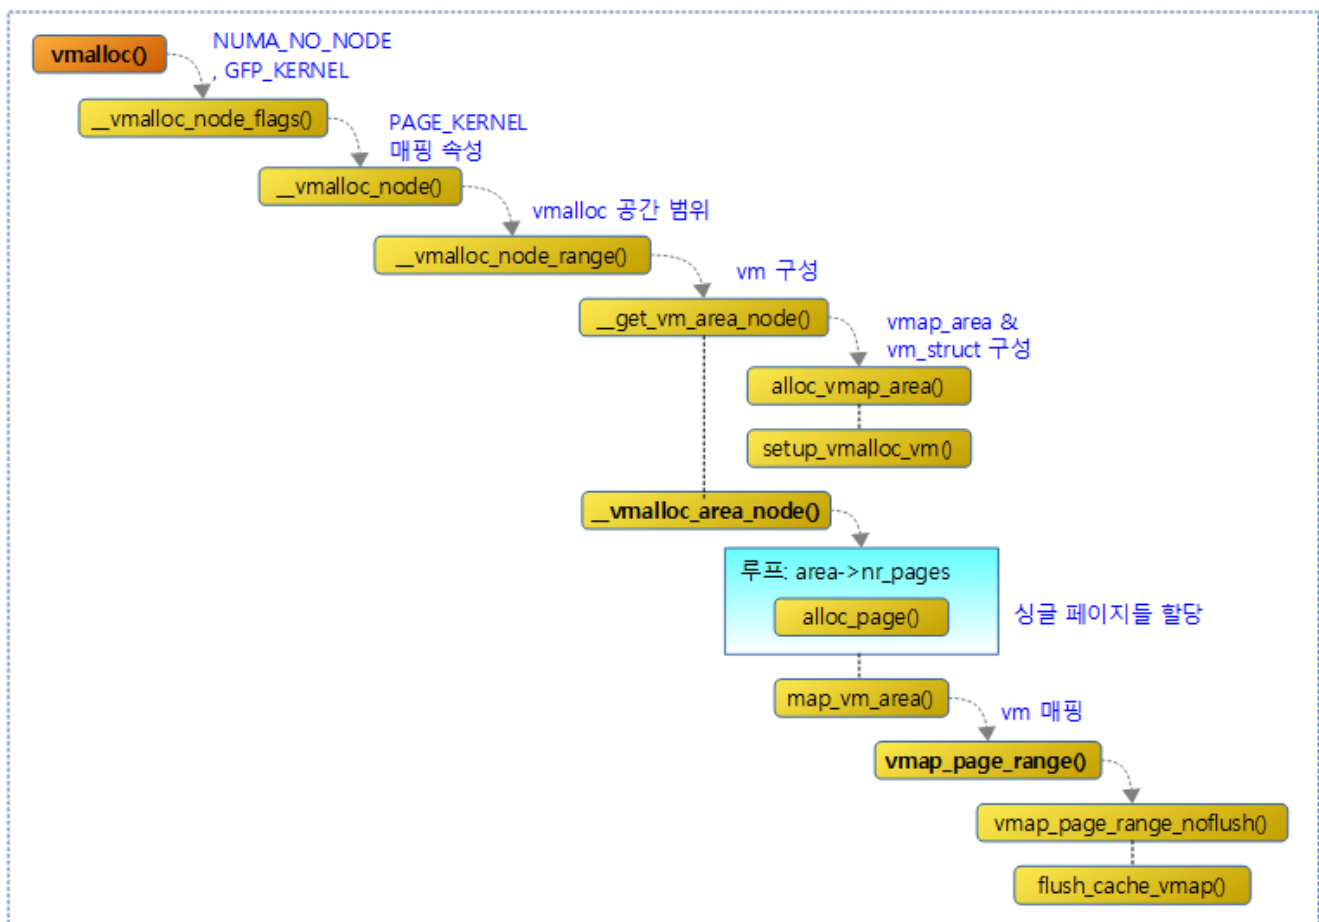 vmalloc()
NUMA_NO_NODE
, GFP_KERNEL
__vmalloc_node_flags()
PAGE_KERNEL
매핑 속성
__vmalloc_node()
vmalloc 공간 범위
__vmalloc_node_range()
vm 구성
__get_vm_area_node()
vmap_area &
vm_struct 구성
alloc_vmap_area()
setup_vmalloc_vm()
__vmalloc_area_node()
루프: area->nr_pages
alloc_page()
싱글 페이지들 할당
map_vm_area()
vm 매핑
vmap_page_range()
vmap_page_range_noflush()
flush_cache_vmap()